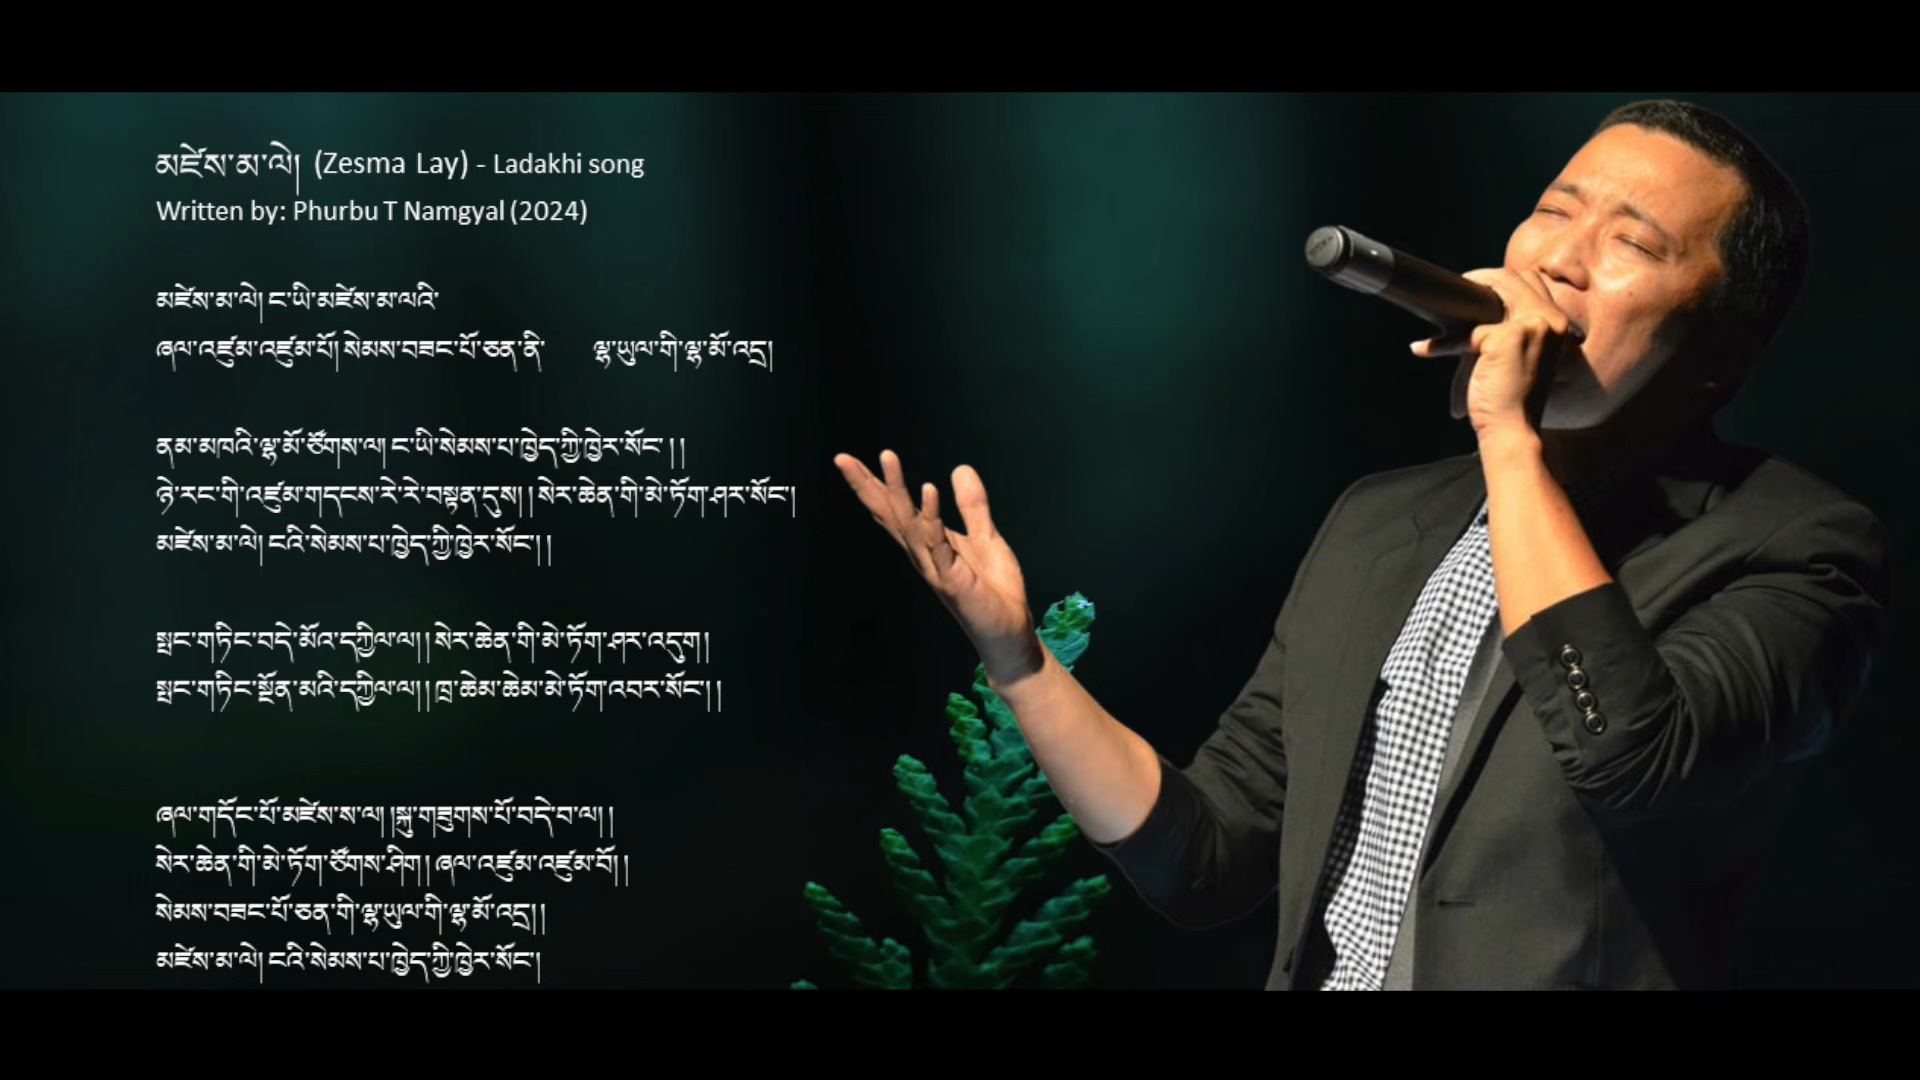 མཛེས་མ་ལེ། (Zesma Lay) - Ladakhi song
Written by: Phurbu T Namgyal (2024)
མཛེས་མ་ལེ། ང་ཡི་མཛེས་མ་ལའི་
ཞལ་འཛུམ་འཛུམ་པོ། སེམས་བཟང་པོ་ཅན་ནི་ ལྷ་ཡུལ་གི་ལྷ་མོ་འདྲ།
ནམ་མཁའི་ལྷ་མོ་ཙོགས་ལ། ང་ཡི་སེམས་པ་ཁྱེད་ཀྱི་ཁྱེར་སོང་ ། །
ཉེ་རང་གི་འཛུམ་གདངས་རེ་རེ་བསྟན་དུས། ། སེར་ཆེན་གི་མེ་ཏོག་ཤར་སོང་།
མཛེས་མ་ལེ། ངའི་སེམས་པ་ཁྱེད་ཀྱི་ཁྱེར་སོང་། །
སྤང་གཏིང་བདེ་མོའ་དཀྱིལ་ལ། ། སེར་ཆེན་གི་མེ་ཏོག་ཤར་འདུག །
སྤང་གཏིང་སྔོན་མའི་དཀྱིལ་ལ། ། ཁྲ་ཆེམ་ཆེམ་མེ་ཏོག་འབར་སོང་། །
ཞལ་གདོང་པོ་མཛེས་ས་ལ། །སྐུ་གཟུགས་པོ་བདེ་བ་ལ། །
སེར་ཆེན་གི་མེ་ཏོག་ཙོགས་ཤིག ། ཞལ་འཛུམ་འཛུམ་བོ། །
སེམས་བཟང་པོ་ཅན་གི་ལྷ་ཡུལ་གི་ལྷ་མོ་འདྲ། །
མཛེས་མ་ལེ། ངའི་སེམས་པ་ཁྱེད་ཀྱི་ཁྱེར་སོང་།